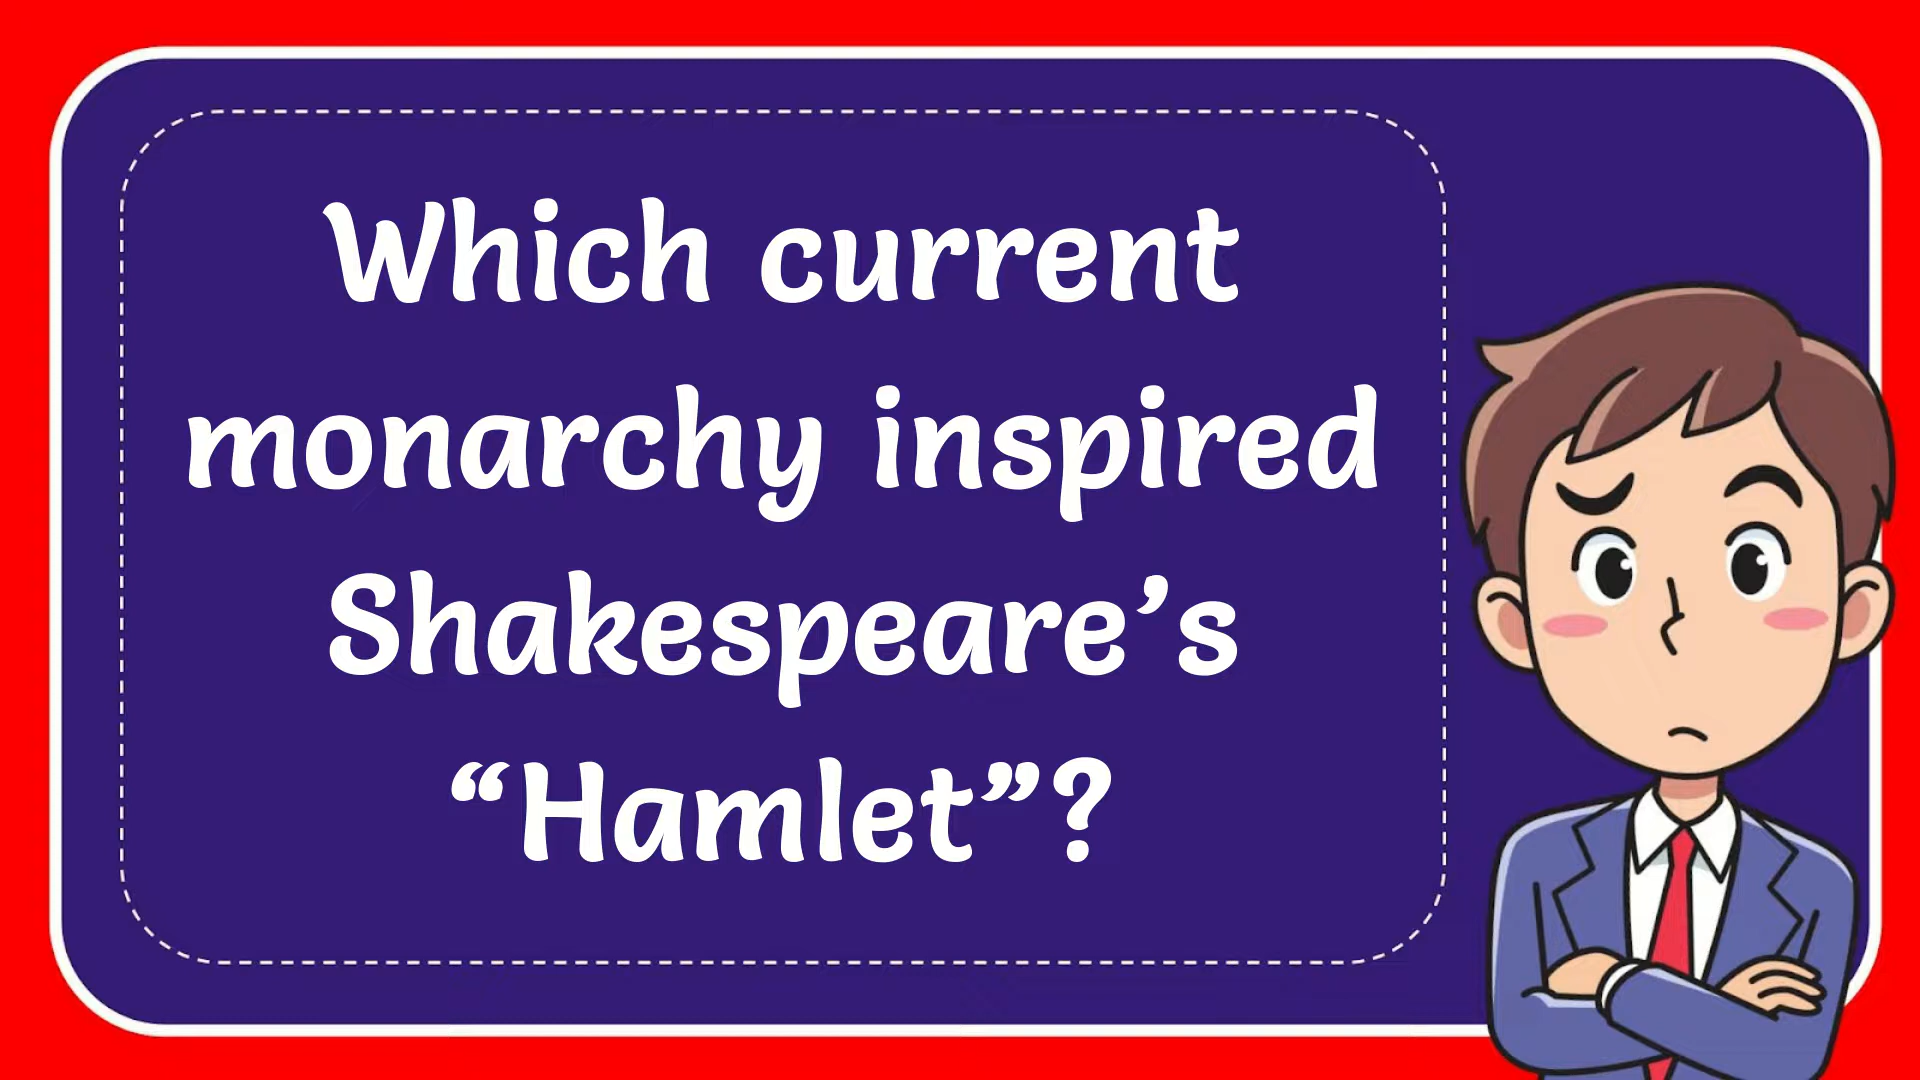 Which current
monarchy inspired
Shakespeare’s
“Hamlet”?